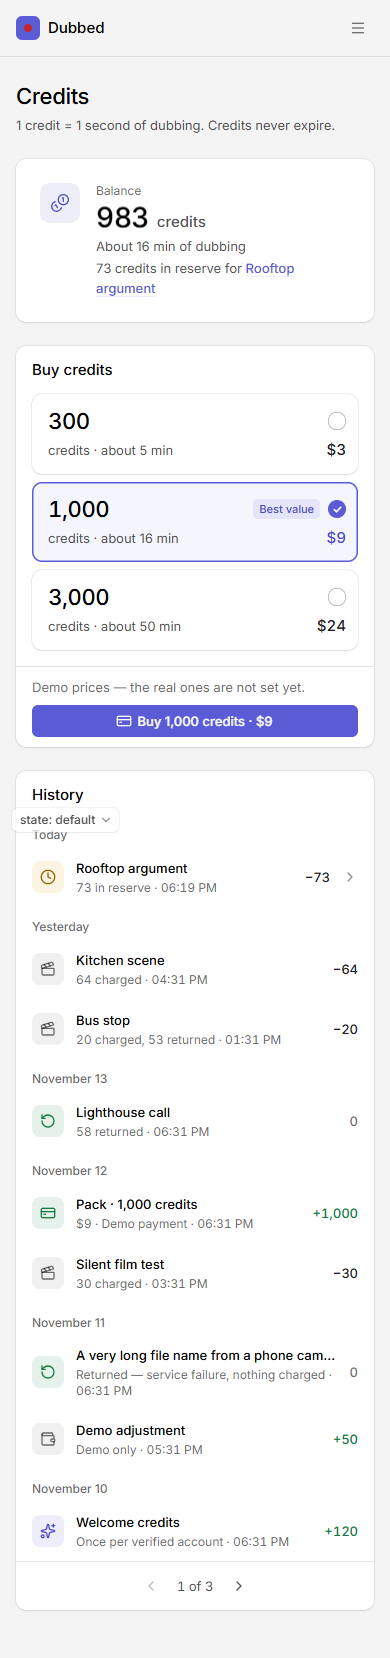 Dubbed
Credits
1 credit = 1 second of dubbing. Credits never expire.
Balance
983 credits
About 16 min of dubbing
73 credits in reserve for Rooftop
argument
Buy credits
300
credits · about 5 min
$3
1,000
Best value
credits · about 16 min
$9
3,000
credits · about 50 min
$24
Demo prices — the real ones are not set yet.
Buy 1,000 credits · $9
History
state: default
Today
Rooftop argument
73 in reserve · 06:19 PM
−73
Yesterday
Kitchen scene
64 charged · 04:31 PM
−64
Bus stop
20 charged, 53 returned · 01:31 PM
−20
November 13
Lighthouse call
58 returned · 06:31 PM
0
November 12
Pack · 1,000 credits
$9 · Demo payment · 06:31 PM
+1,000
Silent film test
30 charged · 03:31 PM
−30
November 11
A very long file name from a phone cam...
Returned — service failure, nothing charged ·
06:31 PM
0
Demo adjustment
Demo only · 05:31 PM
+50
November 10
Welcome credits
Once per verified account · 06:31 PM
+120
1 of 3